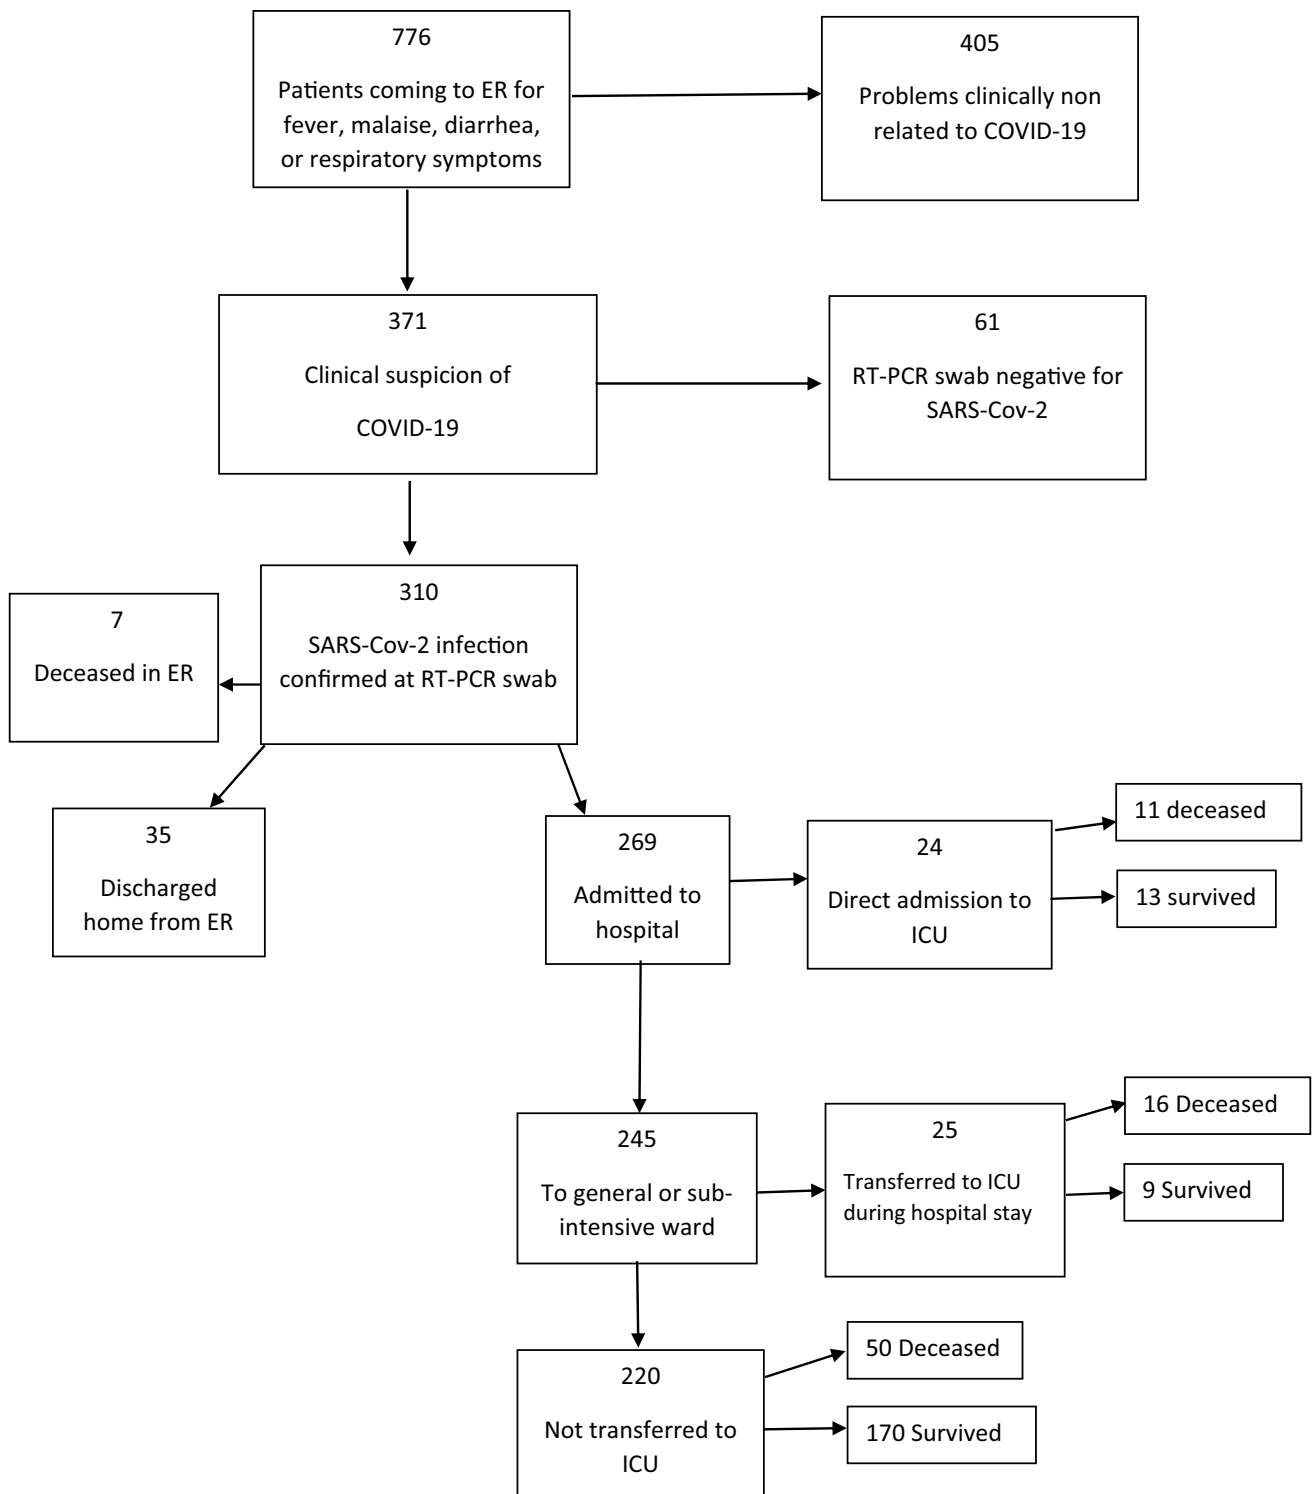 776
Patients coming to ER for
fever, malaise, diarrhea,
or respiratory symptoms
405
Problems clinically non
related to COVID-19
371
Clinical suspicion of
COVID-19
61
RT-PCR swab negative for
SARS-Cov-2
310
SARS-Cov-2 infection
confirmed at RT-PCR swab
7
Deceased in ER
35
Discharged
home from ER
269
Admitted to
hospital
24
Direct admission to
ICU
11 deceased
13 survived
245
To general or sub-
intensive ward
25
Transferred to ICU
during hospital stay
16 Deceased
9 Survived
220
Not transferred to
ICU
50 Deceased
170 Survived